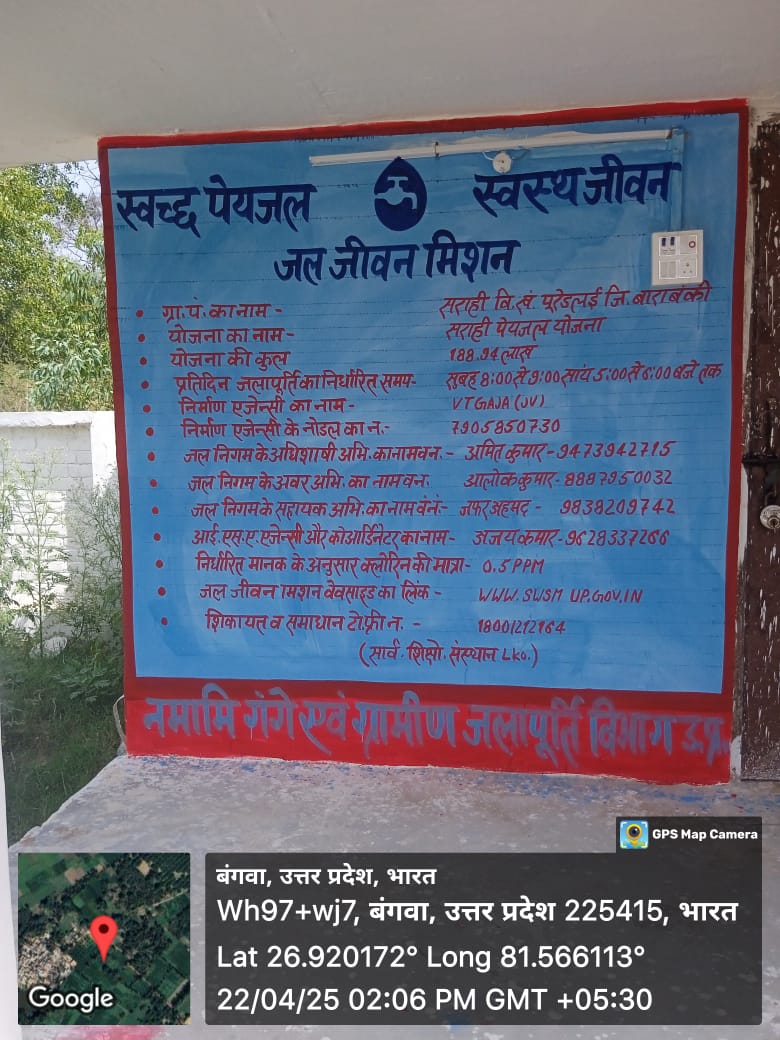 स्वच्छ पेयजल स्वस्थ जीवन
जल जीवन मिशन
• ग्रा.पं. का नाम - सराही वि.खं. पूरेडलई जि. बाराबंकी
• योजना का नाम- सराही पेयजल योजना
• योजना की कुल 188.94 लाख
• प्रतिदिन जलापूर्ति का निर्धारित समय- सुबह 8:00 से 9:00 सांय 5:00 से 6:00 बजे तक
• निर्माण एजेन्सी का नाम - VTGAJA (JV)
• निर्माण एजेन्सी के नोडल का न.- 7905850730
• जल निगम के अधिशाषी अभि. का नाम वन.- अमित कुमार-9473942715
• जल निगम के अवर अभि. का नाम वन. आलोक कुमार-8887950032
• जल निगम के सहायक अभि. का नाम वंनं- जफर अहमद - 9838209742
• आई.एस.ए. एजेन्सी और कोआर्डिनेटर का नाम- अजय कुमार-9628337266
• निर्धारित मानक के अनुसार क्लोरिन की मात्रा- 0.5 PPM
• जल जीवन मिशन वेवसाइड का लिंक - WWW.SWSM UP.GOV.IN
• शिकायत व समाधान टो.फ्री न. - 18001212164
(सार्व. शिक्षो. संस्थान LKO.)
नमामि गंगे एवं ग्रामीण जलापूर्ति विभाग उ.प्र.
GPS Map Camera
बंगवा, उत्तर प्रदेश, भारत
Wh97+wj7, बंगवा, उत्तर प्रदेश 225415, भारत
Lat 26.920172° Long 81.566113°
22/04/25 02:06 PM GMT +05:30
Google